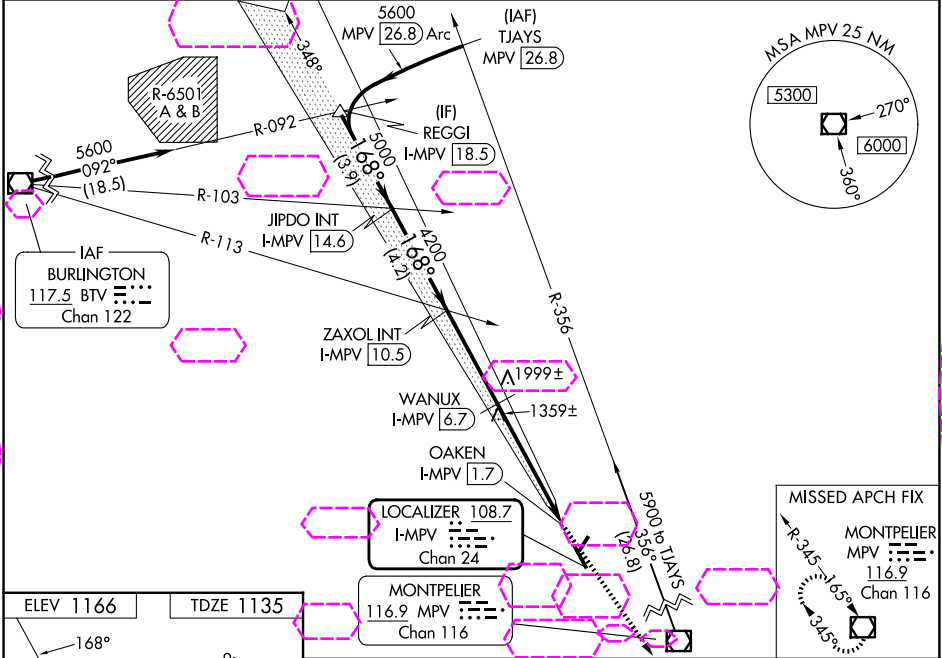 5600
MPV 26.8 Arc
(IAF)
TJAYS
MPV 26.8
MSA MPV 25 NM
5300
270°
6000
360°
348°
R-6501
A & B
R-092
(IF)
REGGI
I-MPV 18.5
5600
092°
(18.5)
5000
168°
(3.9)
R-103
JIPDO INT
I-MPV 14.6
R-113
4200
168°
(4.2)
IAF
BURLINGTON
117.5 BTV
Chan 122
R-356
ZAXOL INT
I-MPV 10.5
1999±
WANUX
I-MPV 6.7
1359±
OAKEN
I-MPV 1.7
LOCALIZER 108.7
I-MPV
Chan 24
5900 to TJAYS
356°
(26.8)
MISSED APCH FIX
MONTPELIER
MPV
116.9
Chan 116
R-345
165°
345°
MONTPELIER
116.9 MPV
Chan 116
ELEV 1166
TDZE 1135
168°